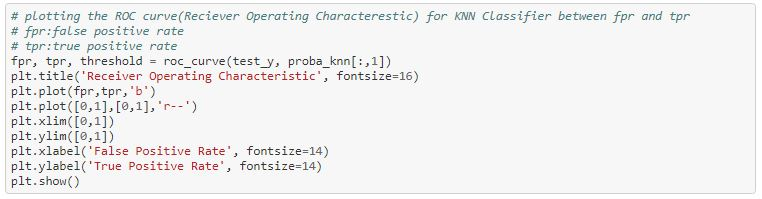 # plotting the ROC curve(Reciever Operating Characterestic) for KNN Classifier between fpr and tpr
# fpr:false positive rate
# tpr:true positive rate
fpr, tpr, threshold = roc_curve(test_y, proba_knn[:,1])
plt.title('Receiver Operating Characteristic', fontsize=16)
plt.plot(fpr,tpr,'b')
plt.plot([0,1],[0,1],'r--')
plt.xlim([0,1])
plt.ylim([0,1])
plt.xlabel('False Positive Rate', fontsize=14)
plt.ylabel('True Positive Rate', fontsize=14)
plt.show()